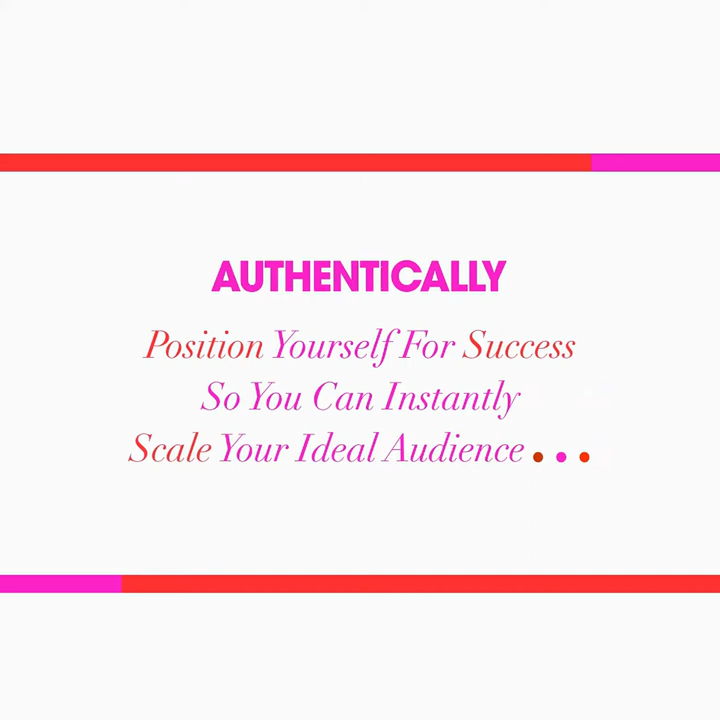 AUTHENTICALLY
Position Yourself For Success
So You Can Instantly
Scale Your Ideal Audience...